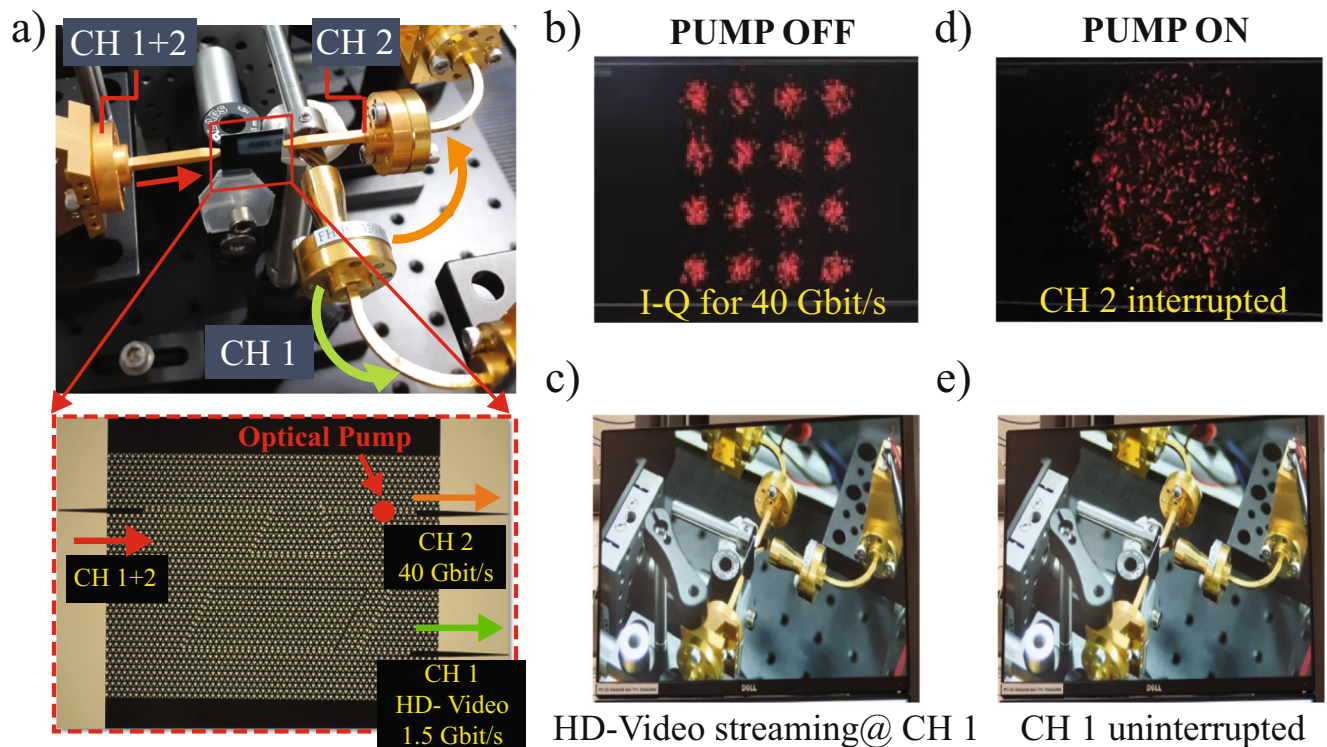 a)
CH 1+2
CH 2
CH 1
Optical Pump
CH 1+2
CH 2
40 Gbit/s
CH 1
HD- Video
1.5 Gbit/s
b)
PUMP OFF
I-Q for 40 Gbit/s
c)
DELL
HD-Video streaming@ CH 1
d)
PUMP ON
CH 2 interrupted
e)
DELL
CH 1 uninterrupted